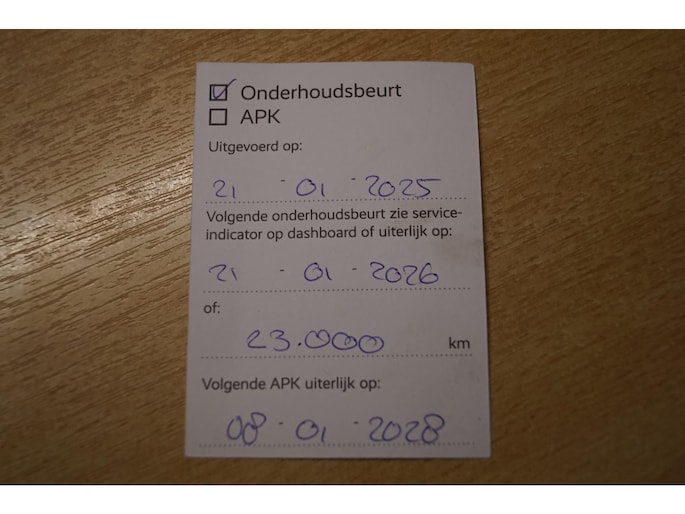 Onderhoudsbeurt
APK
Uitgevoerd op:
21 - 01 - 2025
Volgende onderhoudsbeurt zie service-
indicator op dashboard of uiterlijk op:
21 - 01 - 2026
of:
23.000 km
Volgende APK uiterlijk op:
08 - 01 - 2028